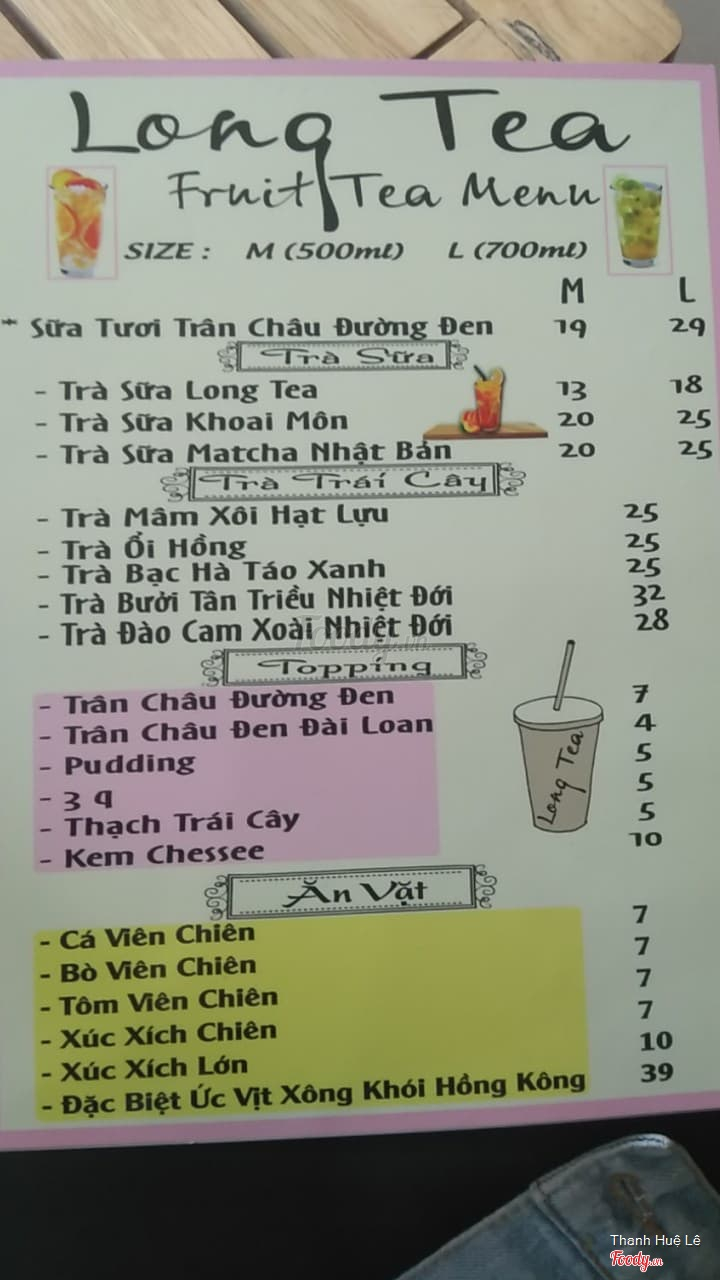 Long Tea
Fruit Tea Menu
SIZE : M (500ml) L (700ml)
M L
* Sữa Tươi Trân Châu Đường Đen 19 29
Trà Sữa
- Trà Sữa Long Tea 13 18
- Trà Sữa Khoai Môn 20 25
- Trà Sữa Matcha Nhật Bản 20 25
Trà Trái Cây
- Trà Mâm Xôi Hạt Lựu 25
- Trà Ổi Hồng 25
- Trà Bạc Hà Táo Xanh 25
- Trà Bưởi Tân Triều Nhiệt Đới 32
- Trà Đào Cam Xoài Nhiệt Đới 28
Foody.vn
Topping
- Trân Châu Đường Đen 7
- Trân Châu Đen Đài Loan 4
- Pudding 5
- 3 q 5
- Thạch Trái Cây 5
- Kem Chessee 10
Long Tea
Ăn Vặt
- Cá Viên Chiên 7
- Bò Viên Chiên 7
- Tôm Viên Chiên 7
- Xúc Xích Chiên 7
- Xúc Xích Lớn 10
- Đặc Biệt Ức Vịt Xông Khói Hồng Kông 39
Thanh Huệ Lê
Foody.vn